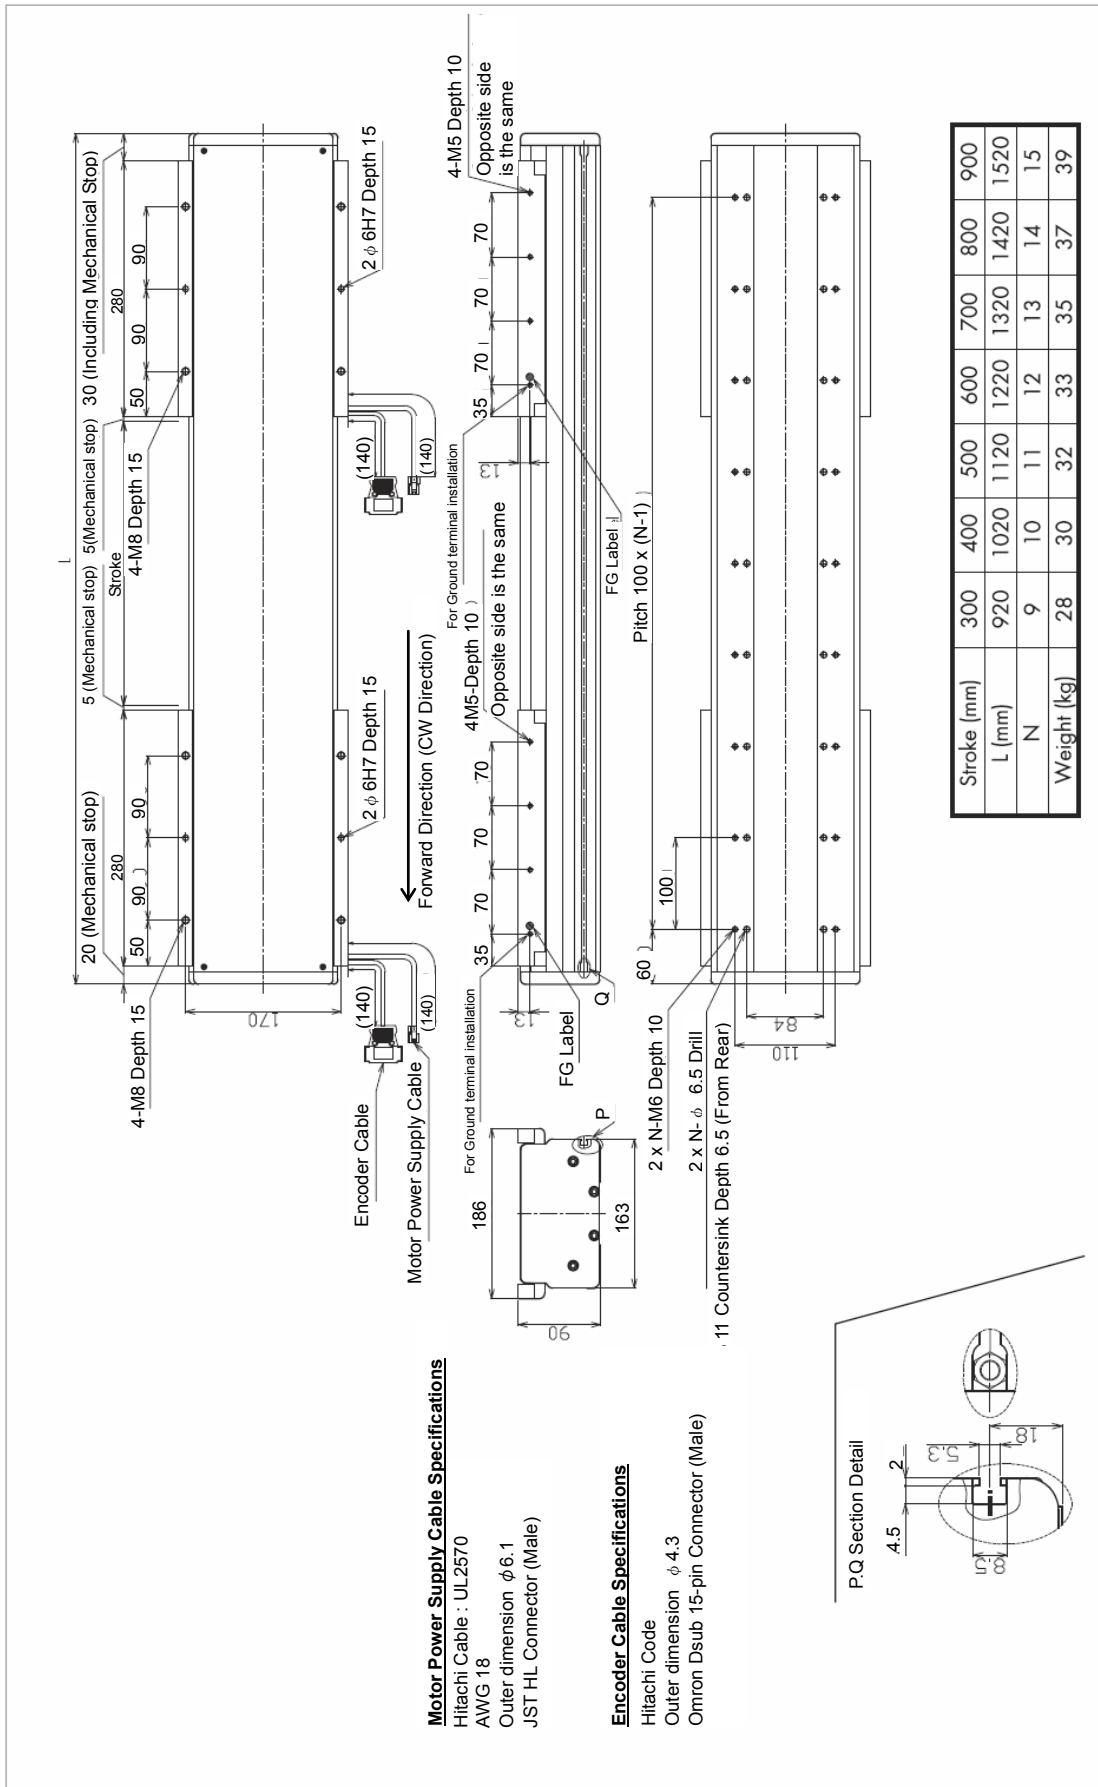 L
20 (Mechanical stop)
5 (Mechanical stop)
5(Mechanical stop)
30 (Including Mechanical Stop)
280
Stroke
280
50
90
90
50
90
90
4-M8 Depth 15
4-M8 Depth 15
170
2 φ 6H7 Depth 15
2 φ 6H7 Depth 15
(140)
(140)
(140)
(140)
Encoder Cable
Motor Power Supply Cable
Forward Direction (CW Direction)
For Ground terminal installation
For Ground terminal installation
4M5-Depth 10
Opposite side is the same
4-M5 Depth 10
Opposite side
is the same
35
70
70
70
35
70
70
70
13
13
FG Label
FG Label
Q
P
186
163
90
Pitch 100 x (N-1)
60
100
2 x N-M6 Depth 10
2 x N- φ 6.5 Drill
11 Countersink Depth 6.5 (From Rear)
84
110
Motor Power Supply Cable Specifications
Hitachi Cable : UL2570
AWG 18
Outer dimension φ 6.1
JST HL Connector (Male)
Encoder Cable Specifications
Hitachi Code
Outer dimension φ 4.3
Omron Dsub 15-pin Connector (Male)
P.Q Section Detail
4.5
2
8.5
5.3
18
Stroke (mm) 300 400 500 600 700 800 900
L (mm) 920 1020 1120 1220 1320 1420 1520
N 9 10 11 12 13 14 15
Weight (kg) 28 30 32 33 35 37 39